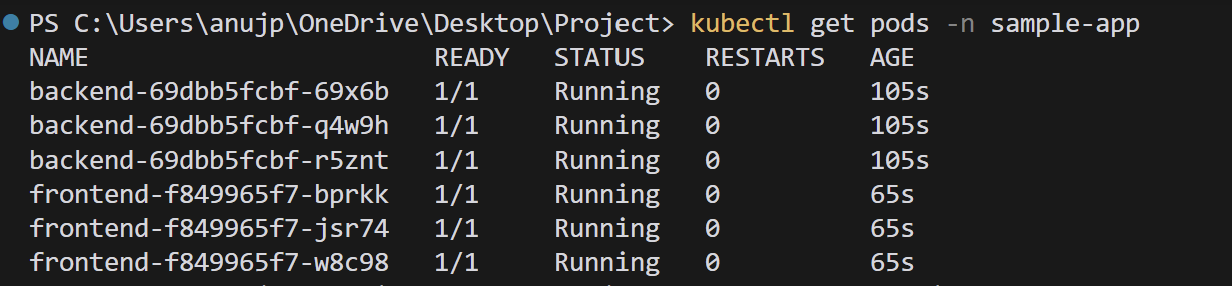 PS C:\Users\anujp\OneDrive\Desktop\Project> kubectl get pods -n sample-app
NAME READY STATUS RESTARTS AGE
backend-69dbb5fcbf-69x6b 1/1 Running 0 105s
backend-69dbb5fcbf-q4w9h 1/1 Running 0 105s
backend-69dbb5fcbf-r5znt 1/1 Running 0 105s
frontend-f849965f7-bprkk 1/1 Running 0 65s
frontend-f849965f7-jsr74 1/1 Running 0 65s
frontend-f849965f7-w8c98 1/1 Running 0 65s